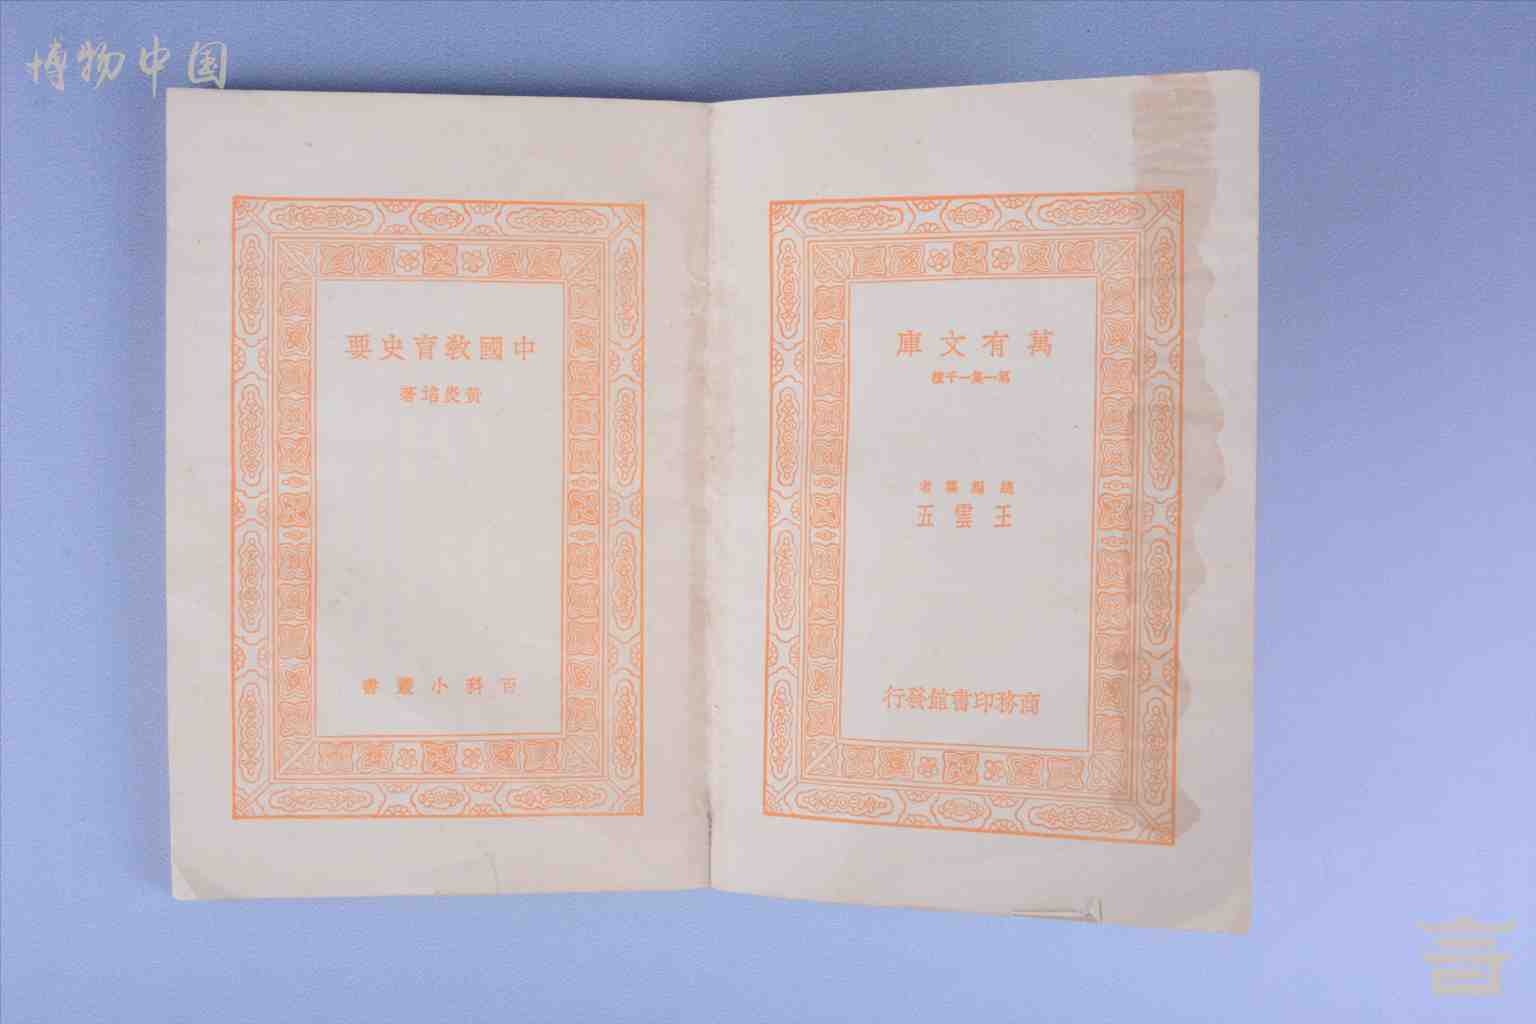 博物中国
萬有文庫
第一集一千種
總編纂者
王雲五
商務印書館發行
中國教育史要
黃炎培著
百科小叢書